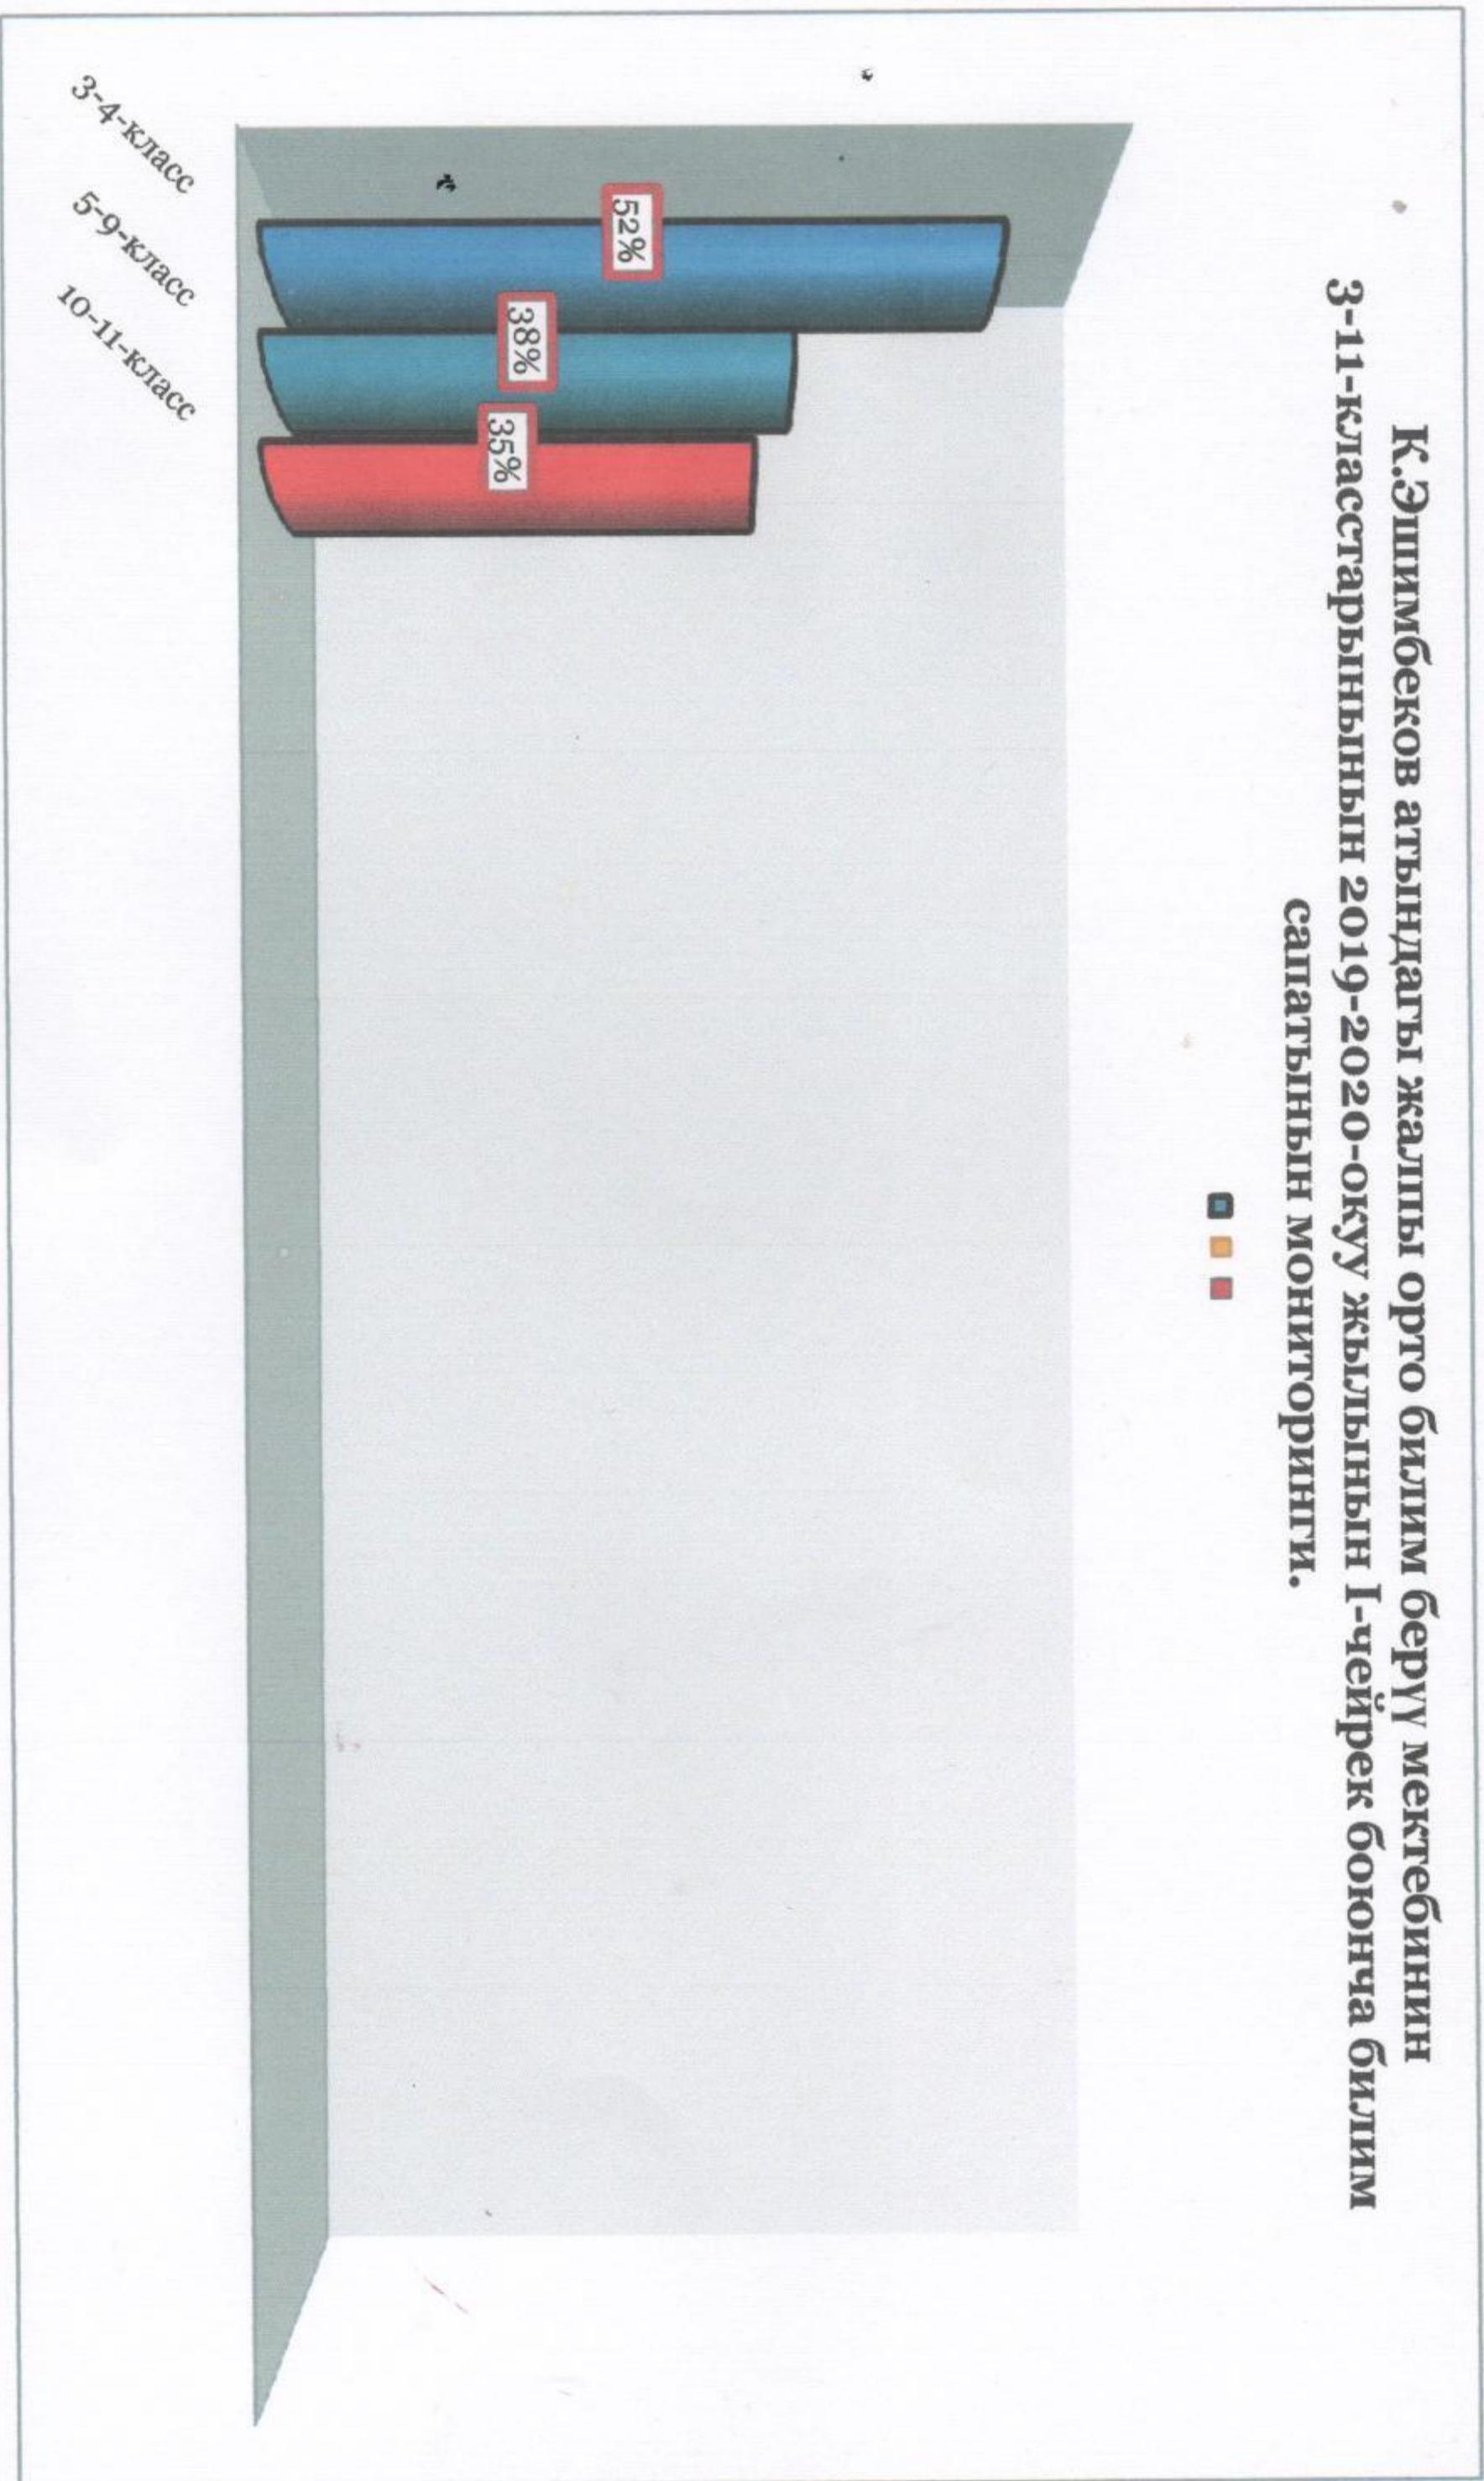 К.Эшимбеков атындагы жалпы орто билим берүү мектебинин
3-11-класстарынынын 2019-2020-окуу жылынын I-чейрек боюнча билим
сапатынын мониторинги.
52%
38%
35%
3-4-класс
5-9-класс
10-11-класс